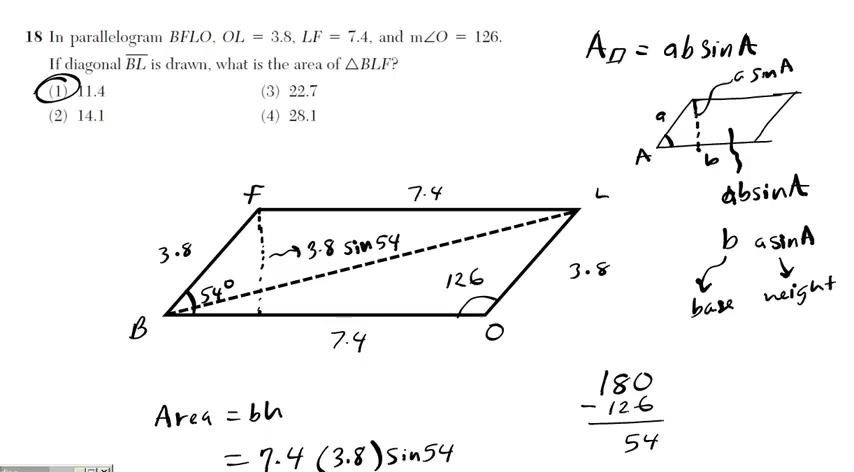 18 In parallelogram BFLO, OL = 3.8, LF = 7.4, and m∠O = 126.
If diagonal BL is drawn, what is the area of △BLF?
(1) 11.4 (3) 22.7
(2) 14.1 (4) 28.1
A▱ = ab sin A
a sin A
a
A
b
ab sin A
b a sin A
base height
F 7.4 L
3.8
3.8 sin 54
54°
126
3.8
B
7.4
O
180
- 126
54
Area = bh
= 7.4 (3.8) sin 54